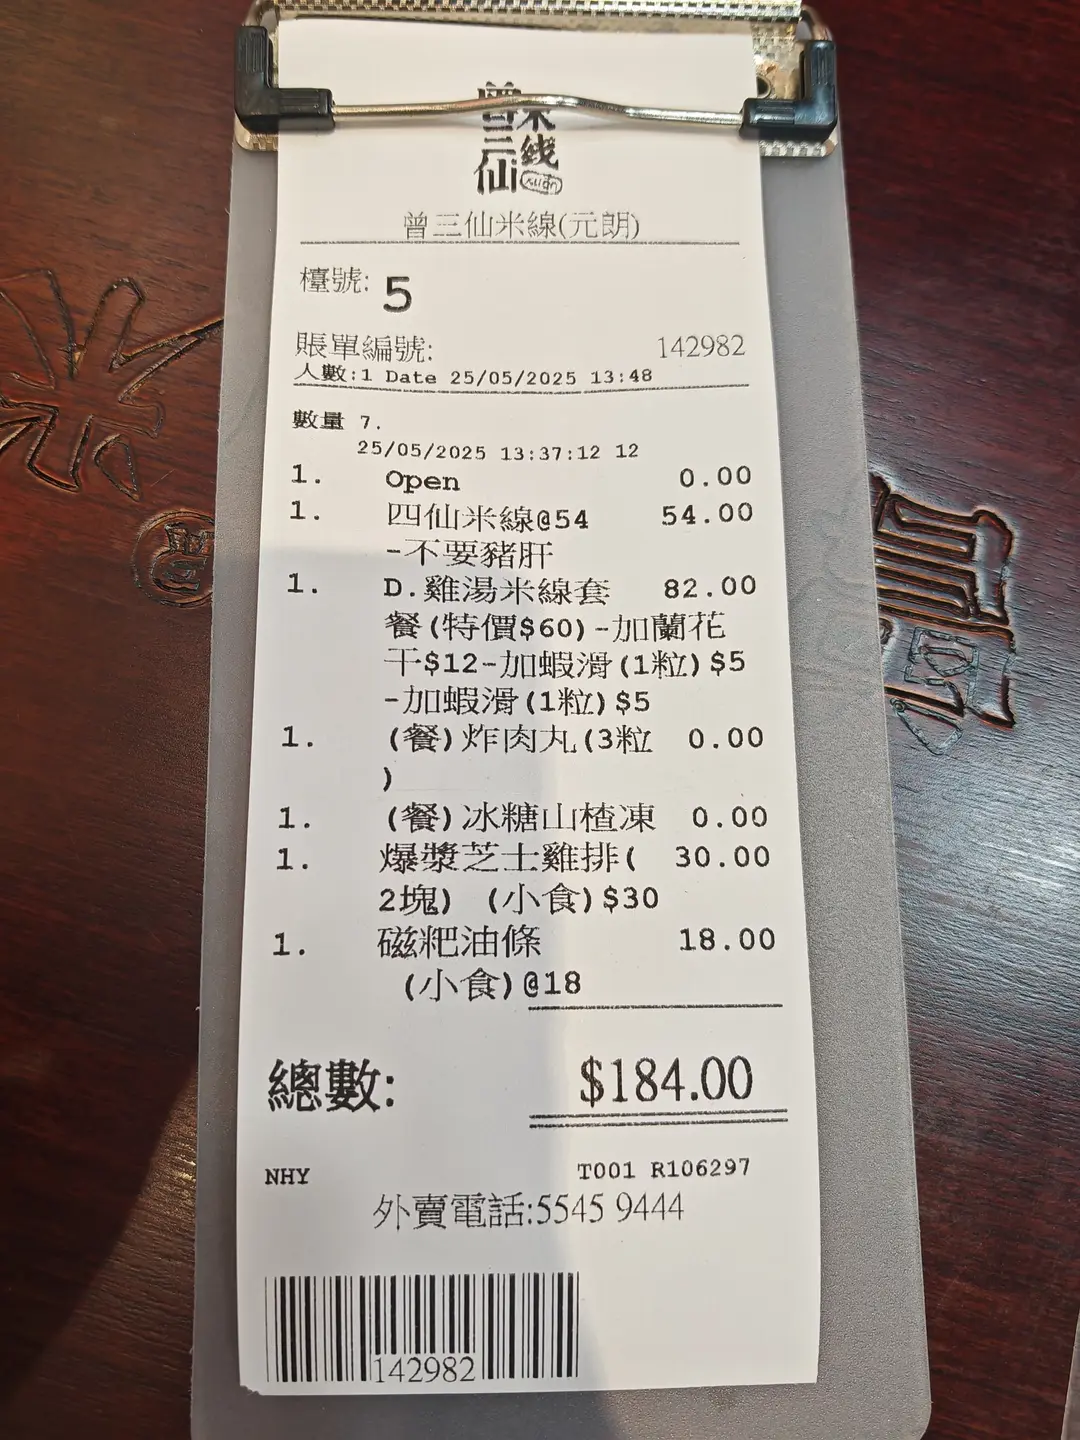 曾三仙
米线
xian
曾三仙米線(元朗)
檯號: 5
賬單編號: 142982
人數:1 Date 25/05/2025 13:48
數量 7.
25/05/2025 13:37:12 12
1. Open 0.00
1. 四仙米線@54 54.00
-不要豬肝
1. D.雞湯米線套 82.00
餐(特價$60)-加蘭花
干$12-加蝦滑(1粒)$5
-加蝦滑(1粒)$5
1. (餐)炸肉丸(3粒 0.00
)
1. (餐)冰糖山楂凍 0.00
1. 爆漿芝士雞排( 30.00
2塊) (小食)$30
1. 磁粑油條 18.00
(小食)@18
總數: $184.00
NHY T001 R106297
外賣電話:5545 9444
142982
米